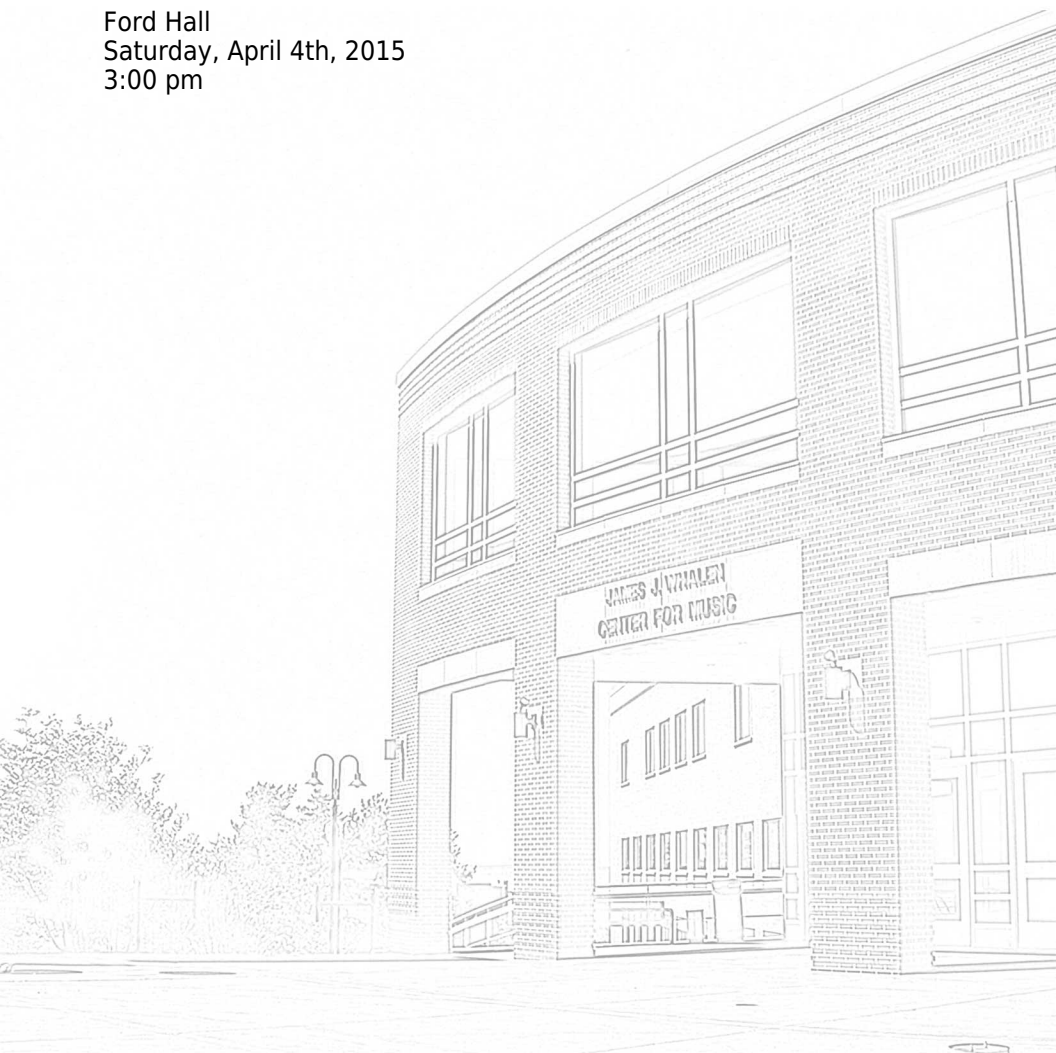 Ford Hall
Saturday, April 4th, 2015
3:00 pm
JAMES J. WHALEN
CENTER FOR MUSIC